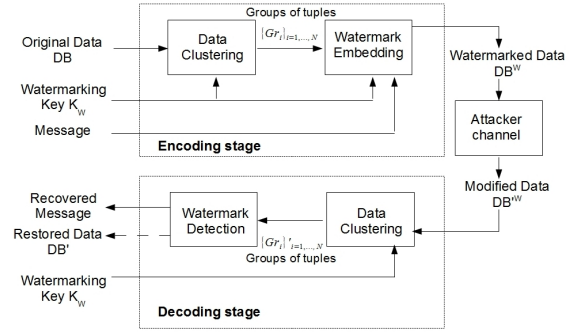 Groups of tuples
Original Data
DB
Data
Clustering
{Gr_i}_{i=1,..., N}
Watermark
Embedding
Watermarked Data
DB^W
Watermarking
Key K_W
Message
Attacker
channel
Encoding stage
Modified Data
DB'^W
Recovered
Message
Restored Data
DB'
Watermark
Detection
{Gr_i}'_{i=1,..., N}
Data
Clustering
Groups of tuples
Watermarking
Key K_W
Decoding stage